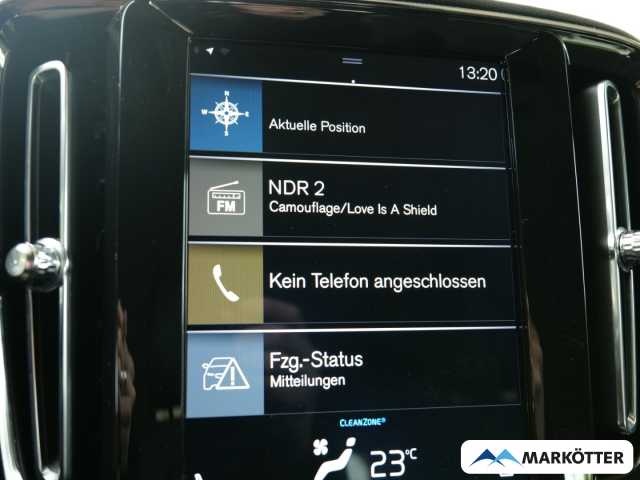 13:20
N
W E
S
Aktuelle Position
NDR 2
FM
Camouflage/Love Is A Shield
Kein Telefon angeschlossen
Fzg.-Status
Mitteilungen
CLEANZONE®
23°C
MARKÖTTER